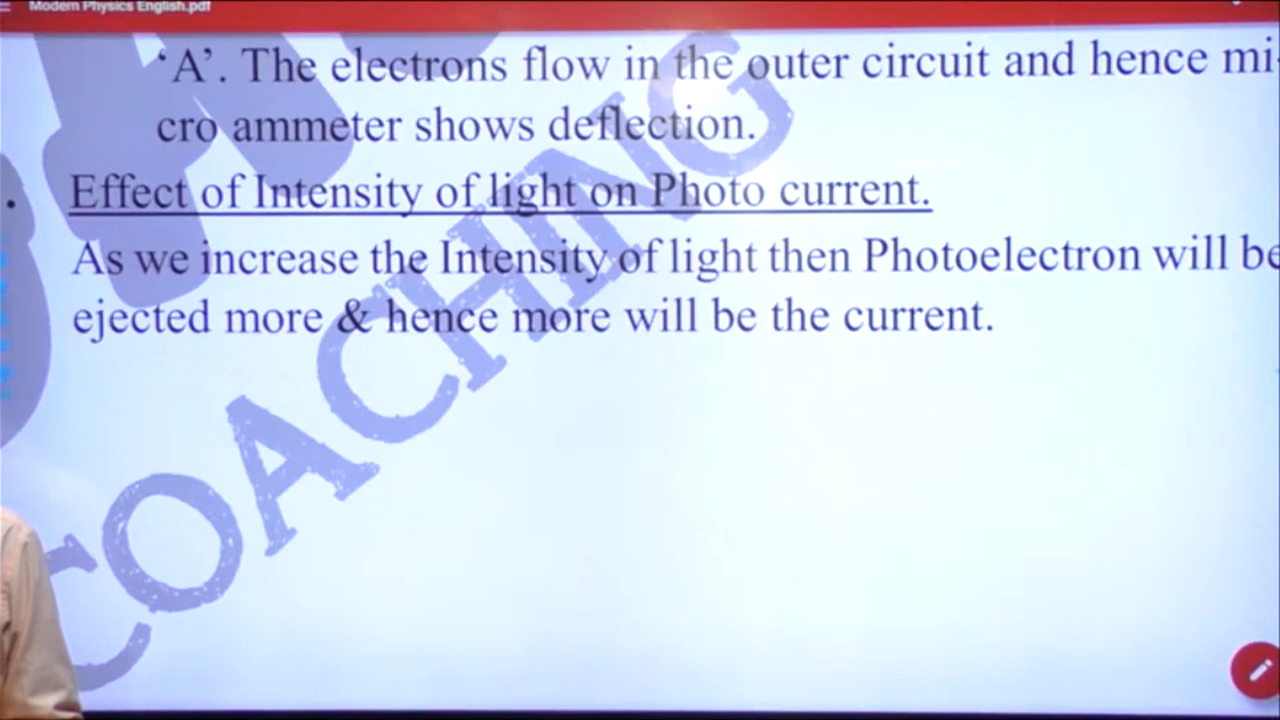 Modern Physics English.pdf
‘A’. The electrons flow in the outer circuit and hence mi-
cro ammeter shows deflection.
. Effect of Intensity of light on Photo current.
As we increase the Intensity of light then Photoelectron will be
ejected more & hence more will be the current.
COACHING